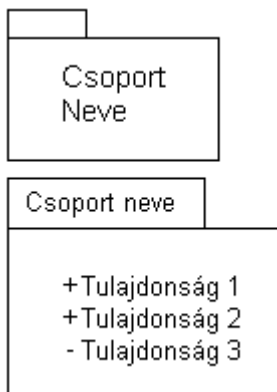 Csoport
Neve
Csoport neve
+Tulajdonság 1
+Tulajdonság 2
- Tulajdonság 3